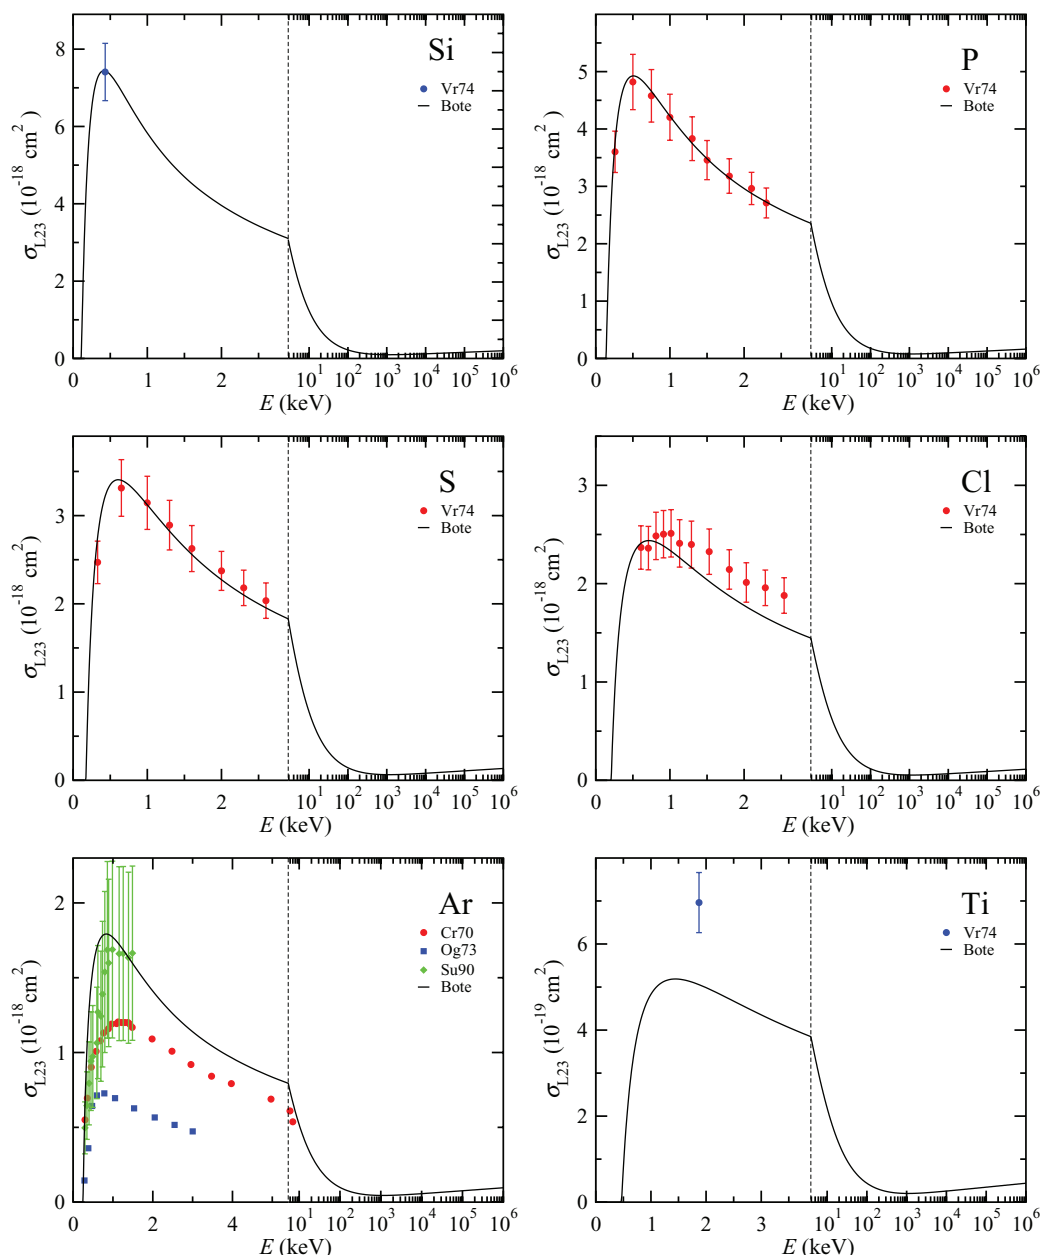 Si
Vr74
Bote
8
6
4
2
0
σL23 (10^-18 cm^2)
0 1 2 10^1 10^2 10^3 10^4 10^5 10^6
E (keV)
P
Vr74
Bote
5
4
3
2
1
0
σL23 (10^-18 cm^2)
0 1 2 10^1 10^2 10^3 10^4 10^5 10^6
E (keV)
S
Vr74
Bote
3
2
1
0
σL23 (10^-18 cm^2)
0 1 2 10^1 10^2 10^3 10^4 10^5 10^6
E (keV)
Cl
Vr74
Bote
3
2
1
0
σL23 (10^-18 cm^2)
0 1 2 10^1 10^2 10^3 10^4 10^5 10^6
E (keV)
Ar
Cr70
Og73
Su90
Bote
2
1
0
σL23 (10^-18 cm^2)
0 2 4 10^1 10^2 10^3 10^4 10^5 10^6
E (keV)
Ti
Vr74
Bote
6
4
2
0
σL23 (10^-19 cm^2)
0 1 2 3 10^1 10^2 10^3 10^4 10^5 10^6
E (keV)